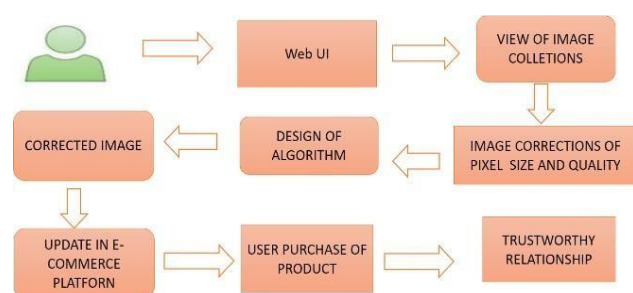 Web UI
VIEW OF IMAGE
COLLETIONS
CORRECTED IMAGE
DESIGN OF
ALGORITHM
IMAGE CORRECTIONS OF
PIXEL SIZE AND QUALITY
UPDATE IN E-
COMMERCE
PLATFORN
USER PURCHASE OF
PRODUCT
TRUSTWORTHY
RELATIONSHIP